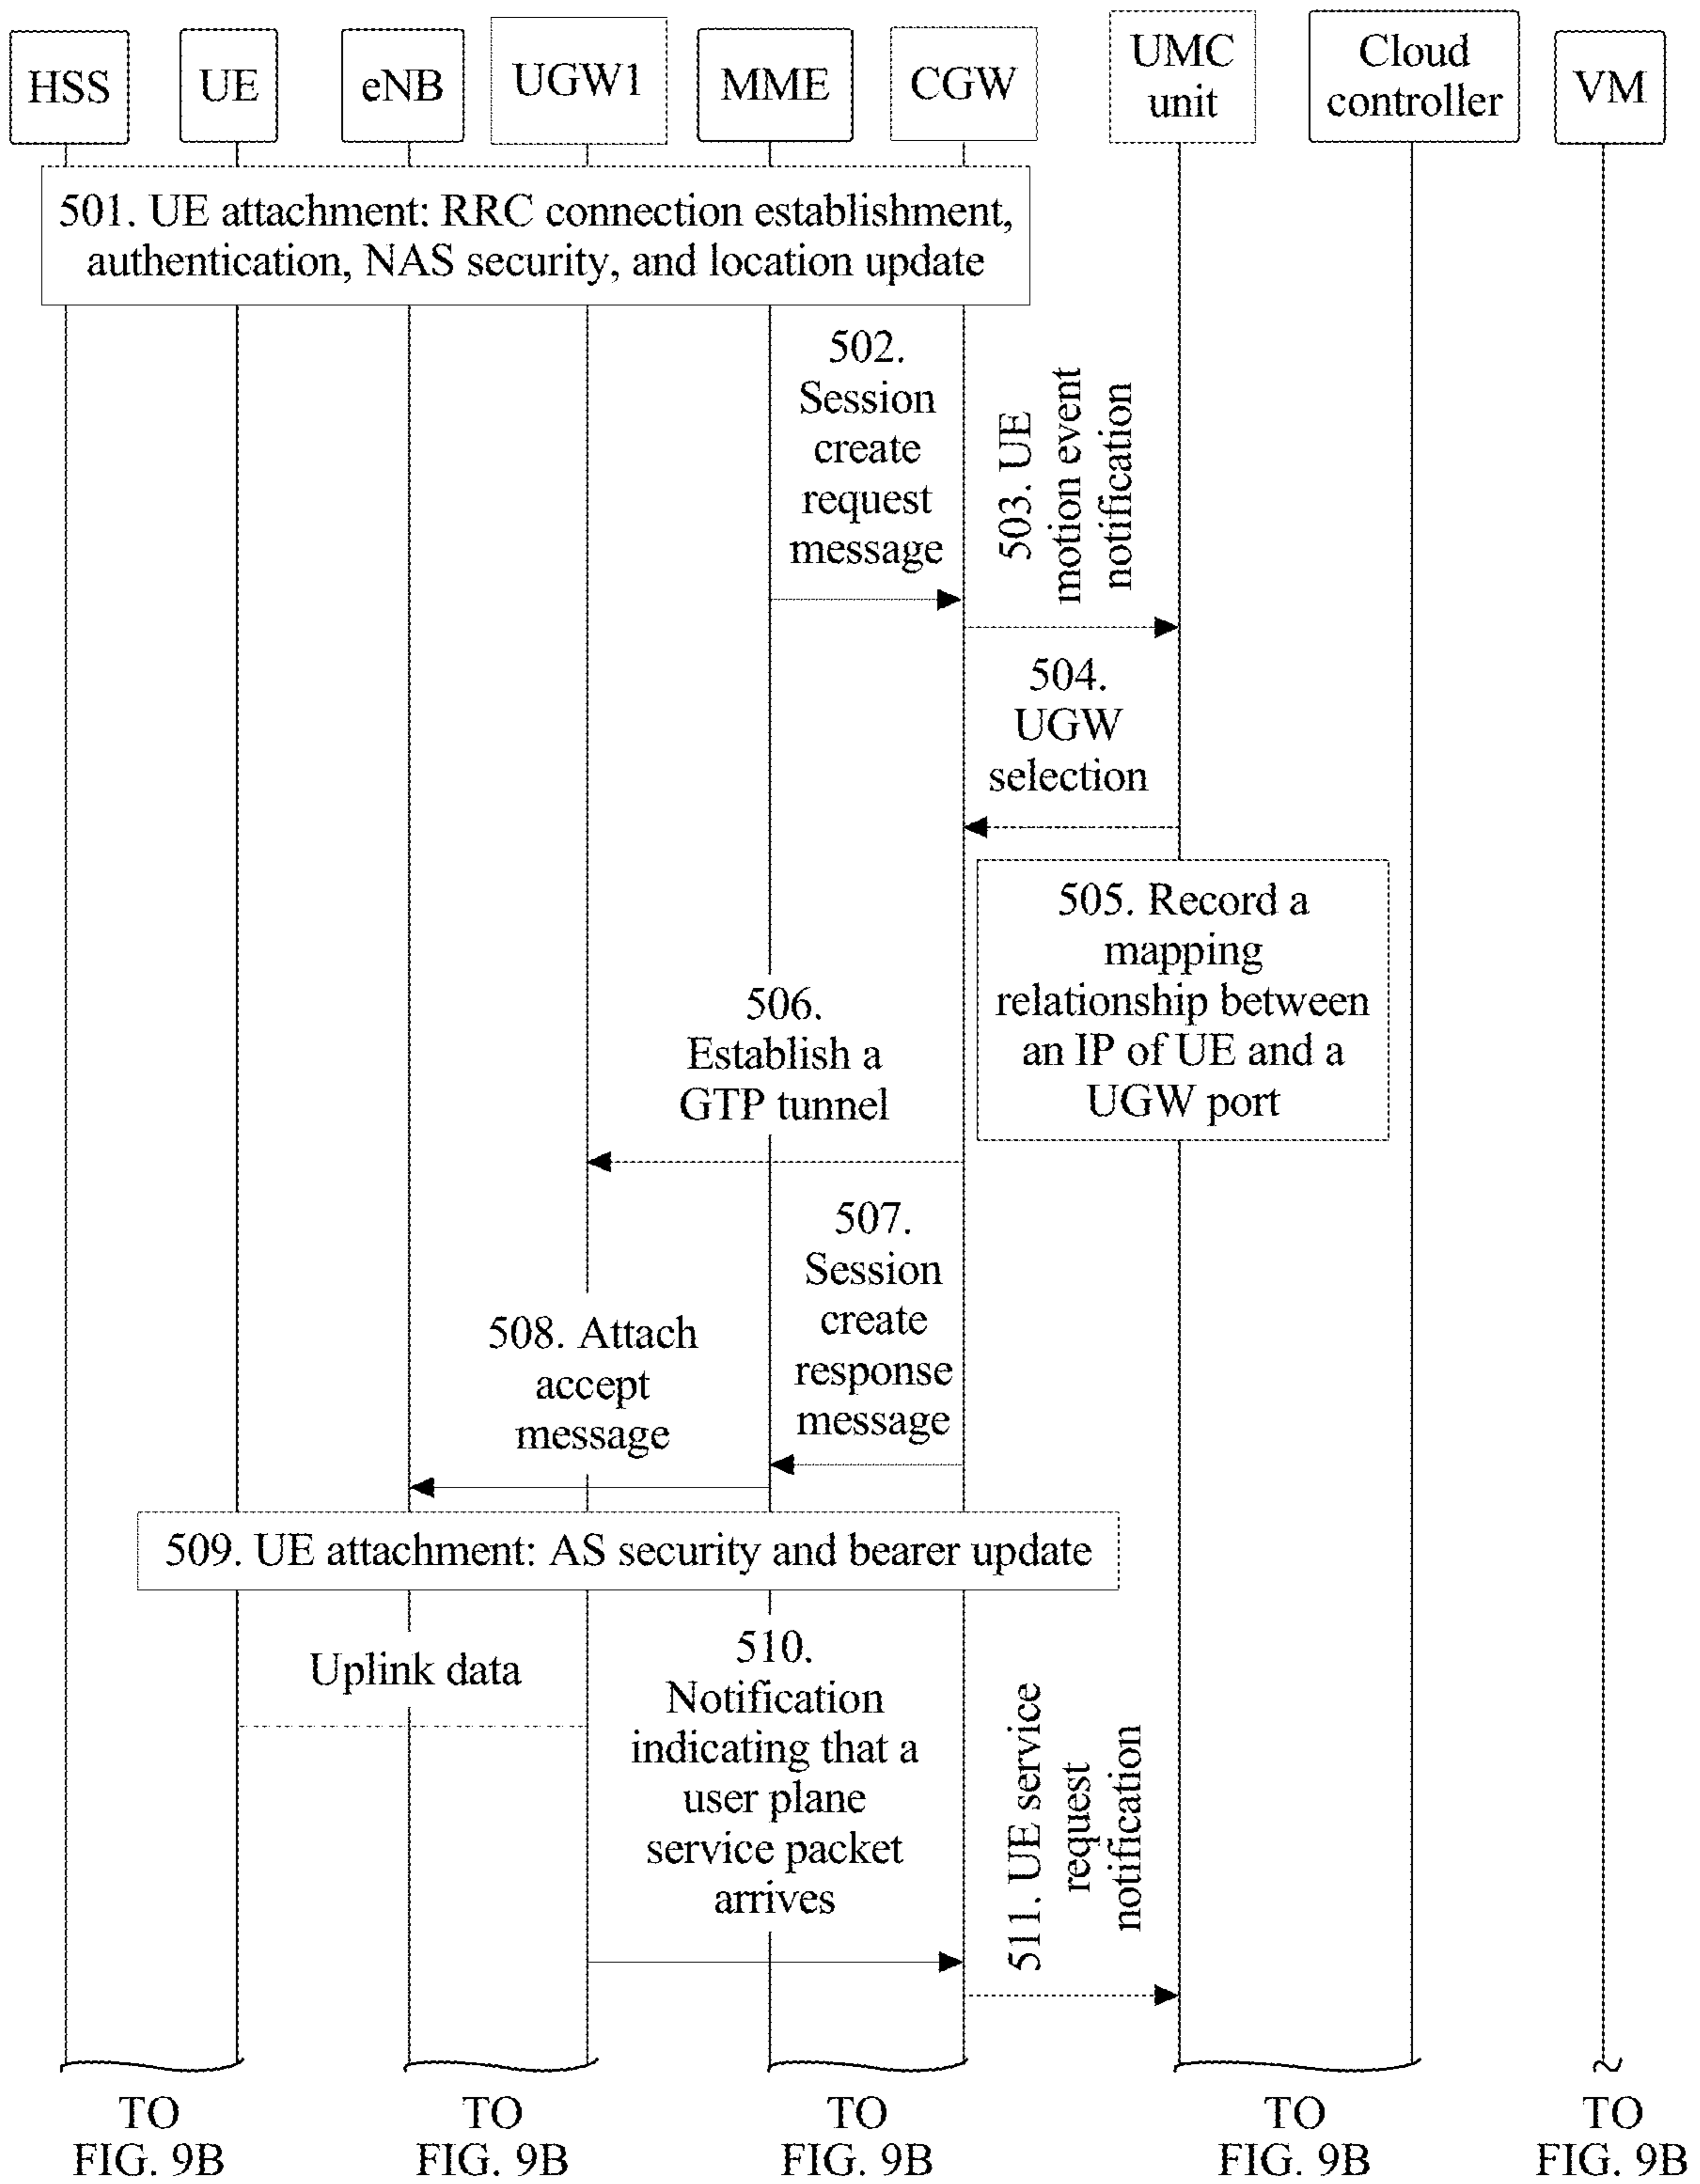 HSS
UE
eNB
UGW1
MME
CGW
UMC
unit
Cloud
controller
VM
501. UE attachment: RRC connection establishment,
authentication, NAS security, and location update
502.
Session
create
request
message
503. UE
motion event
notification
504.
UGW
selection
505. Record a
mapping
relationship between
an IP of UE and a
UGW port
506.
Establish a
GTP tunnel
507.
Session
create
response
message
508. Attach
accept
message
509. UE attachment: AS security and bearer update
Uplink data
510.
Notification
indicating that a
user plane
service packet
arrives
511. UE service
request
notification
TO
FIG. 9B
TO
FIG. 9B
TO
FIG. 9B
TO
FIG. 9B
TO
FIG. 9B